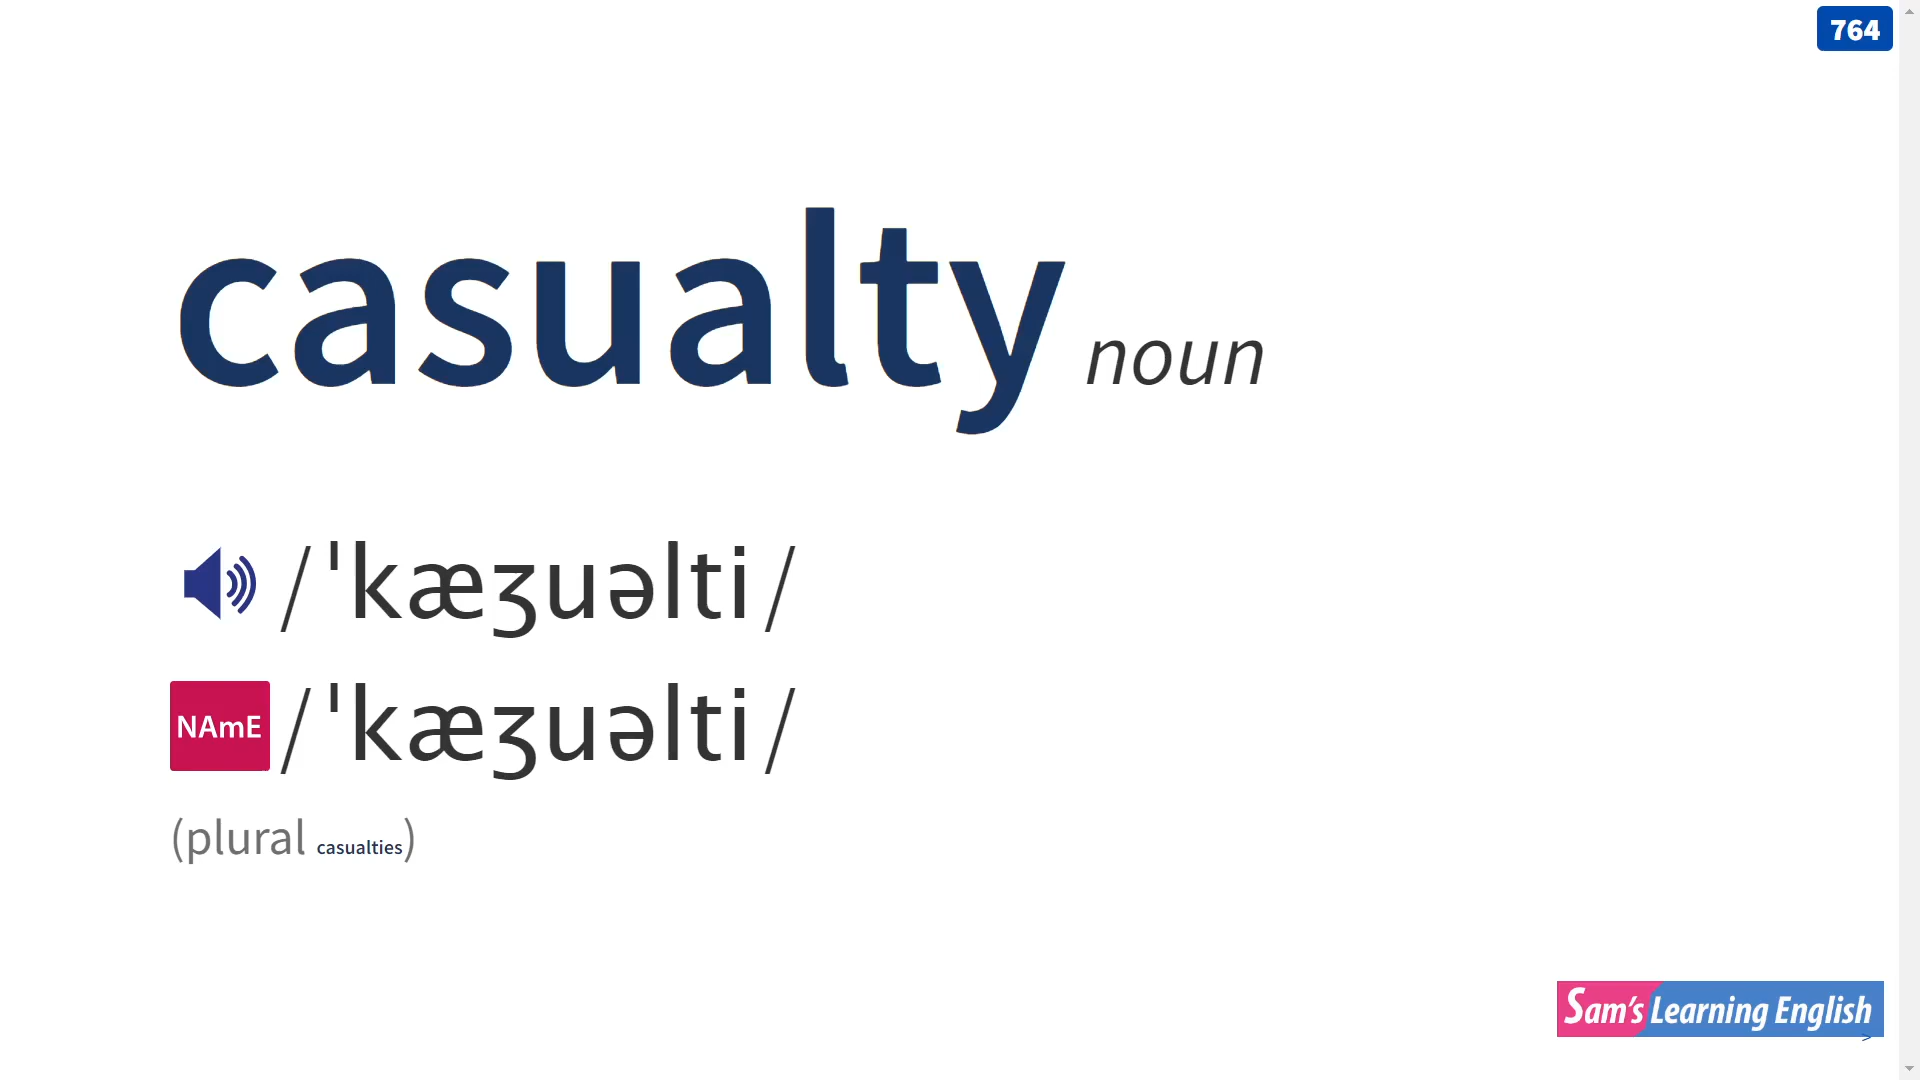 764
casualty noun
/ˈkæʒuəlti/
NAmE /ˈkæʒuəlti/
(plural casualties)
Sam's Learning English
>